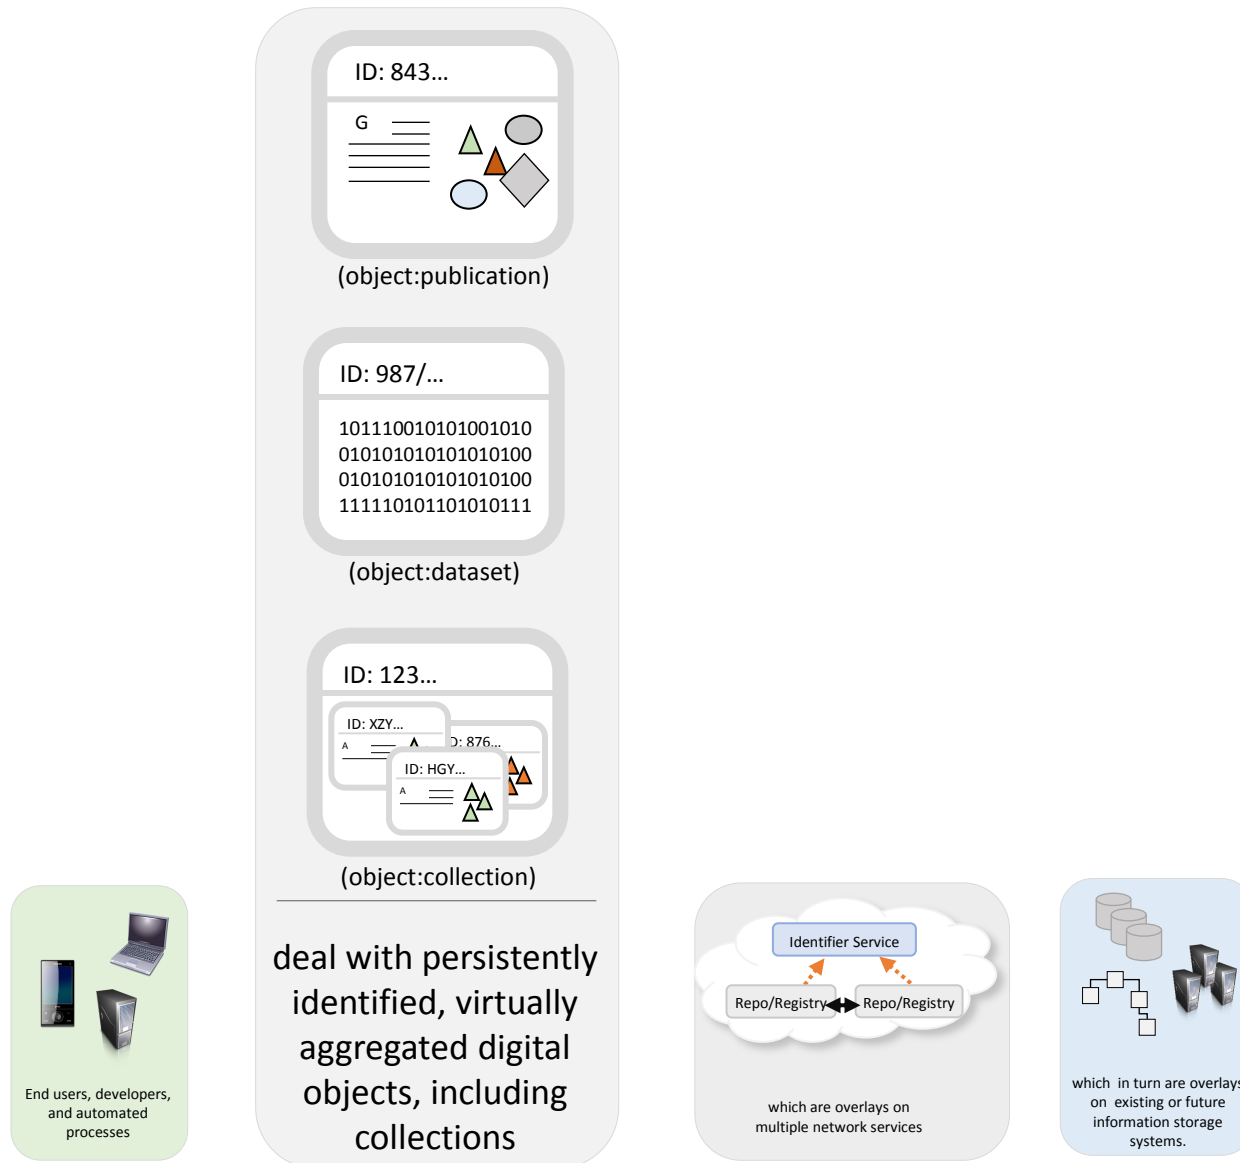 ID: 843...
G
(object:publication)
ID: 987/...
101110010101001010
010101010101010100
010101010101010100
111110101101010111
(object:dataset)
ID: 123...
ID: XZY...
A
D: 876...
ID: HGY...
A
(object:collection)
End users, developers,
and automated
processes
deal with persistently
identified, virtually
aggregated digital
objects, including
collections
Identifier Service
Repo/Registry
Repo/Registry
which are overlays on
multiple network services
which in turn are overlays
on existing or future
information storage
systems.